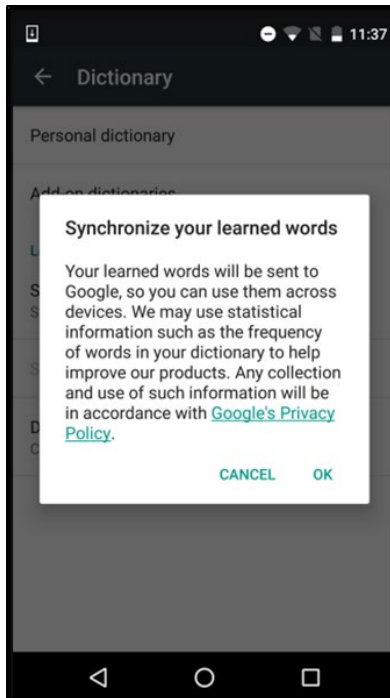 11:37
Dictionary
Personal dictionary
Add-on dictionaries
L
Synchronize your learned words
Your learned words will be sent to
Google, so you can use them across
devices. We may use statistical
information such as the frequency
of words in your dictionary to help
improve our products. Any collection
and use of such information will be
in accordance with Google's Privacy
Policy.
S
S
S
D
C
CANCEL OK